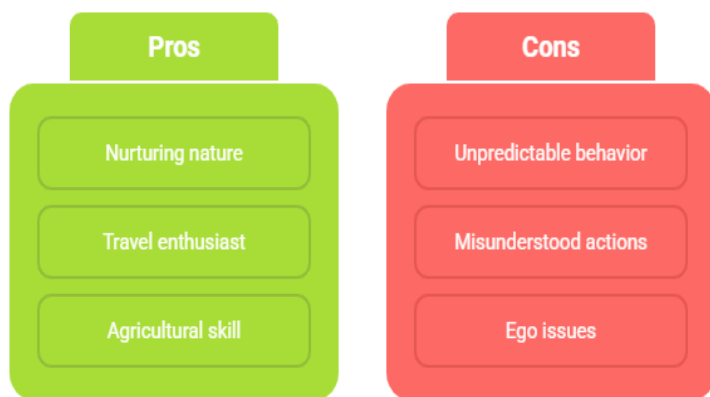 Pros
Nurturing nature
Travel enthusiast
Agricultural skill
Cons
Unpredictable behavior
Misunderstood actions
Ego issues